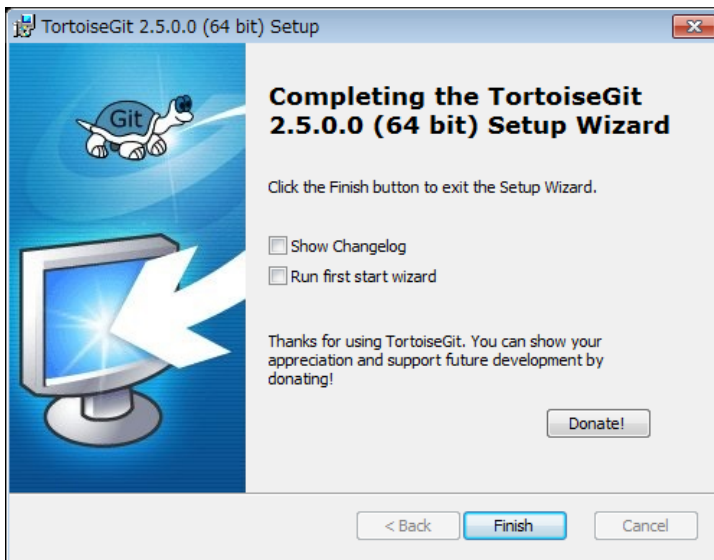 TortoiseGit 2.5.0.0 (64 bit) Setup
Git
Completing the TortoiseGit
2.5.0.0 (64 bit) Setup Wizard
Click the Finish button to exit the Setup Wizard.
Show Changelog
Run first start wizard
Thanks for using TortoiseGit. You can show your
appreciation and support future development by
donating!
Donate!
< Back
Finish
Cancel